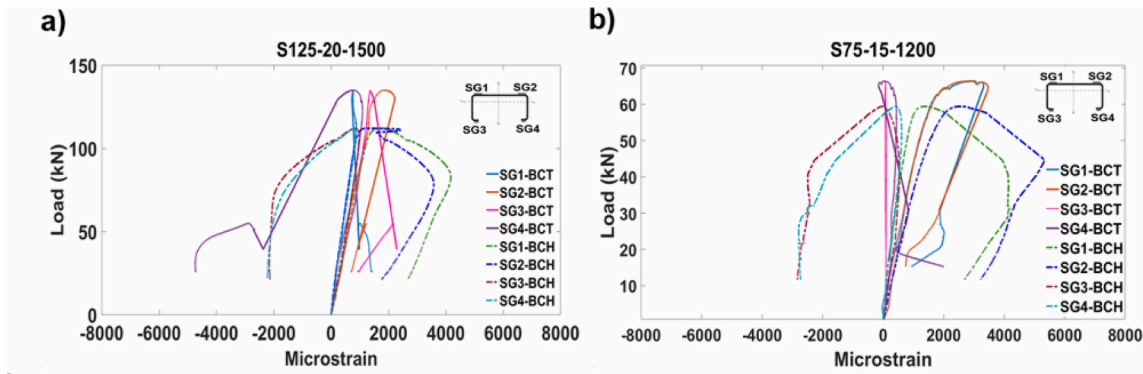 a)
S125-20-1500
150
100
50
0
Load (kN)
-8000 -6000 -4000 -2000 0 2000 4000 6000 8000
Microstrain
SG1 SG2
SG3 SG4
SG1-BCT
SG2-BCT
SG3-BCT
SG4-BCT
SG1-BCH
SG2-BCH
SG3-BCH
SG4-BCH
b)
S75-15-1200
70
60
50
40
30
20
10
Load (kN)
-8000 -6000 -4000 -2000 0 2000 4000 6000 8000
Microstrain
SG1 SG2
SG3 SG4
SG1-BCT
SG2-BCT
SG3-BCT
SG4-BCT
SG1-BCH
SG2-BCH
SG3-BCH
SG4-BCH